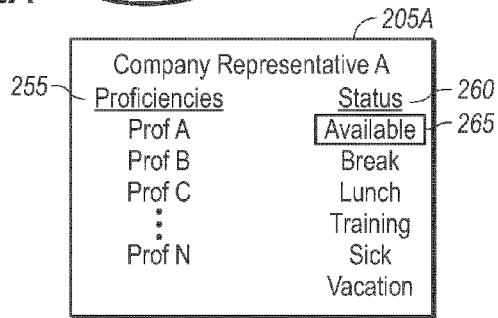 205A
Company Representative A
255 Proficiencies Status 260
Prof A Available 265
Prof B Break
Prof C Lunch
Training
Prof N Sick
Vacation